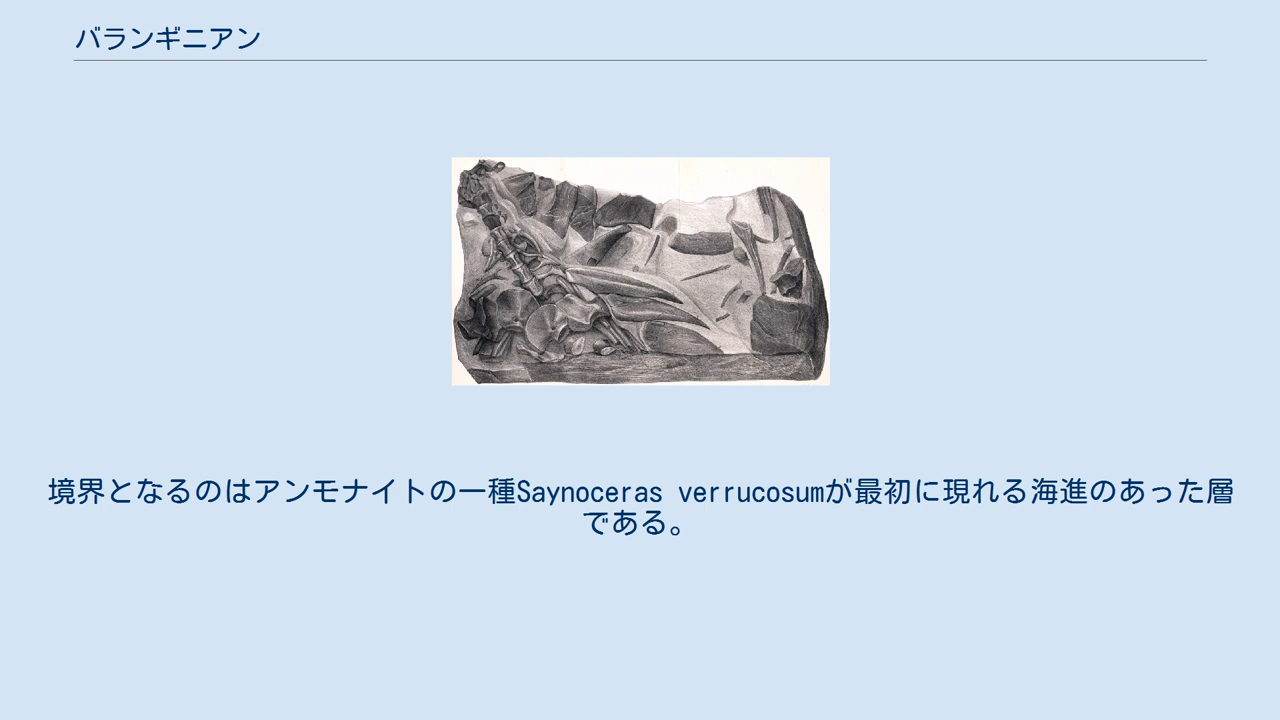 バランギニアン
境界となるのはアンモナイトの一種Saynoceras verrucosumが最初に現れる海進のあった層
である。